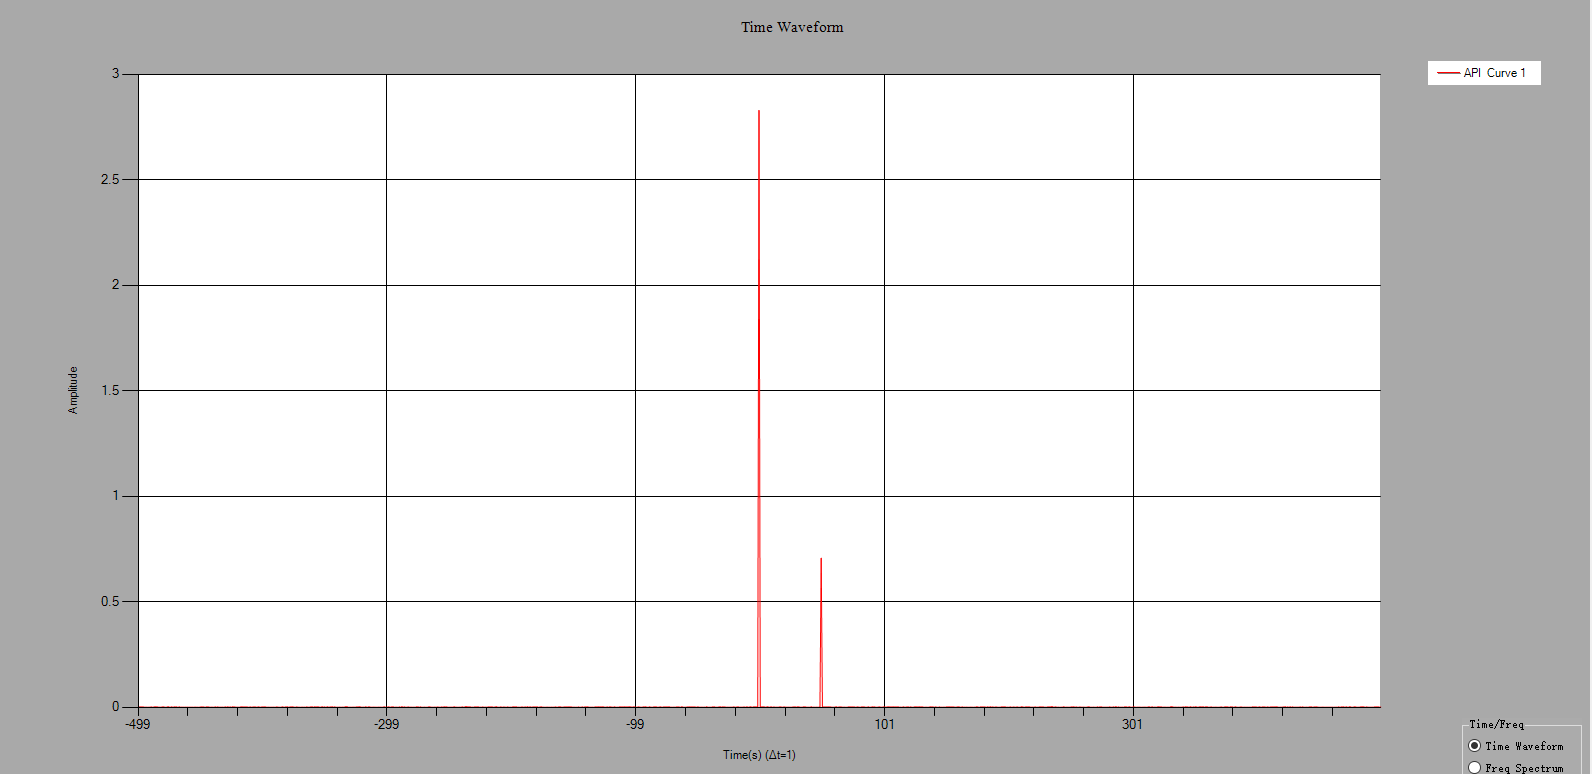 Time Waveform
API Curve 1
3
2.5
2
1.5
1
0.5
0
Amplitude
-499
-299
-99
101
301
Time(s) (Δt=1)
Time/Freq
Time Waveform
Freq Spectrum